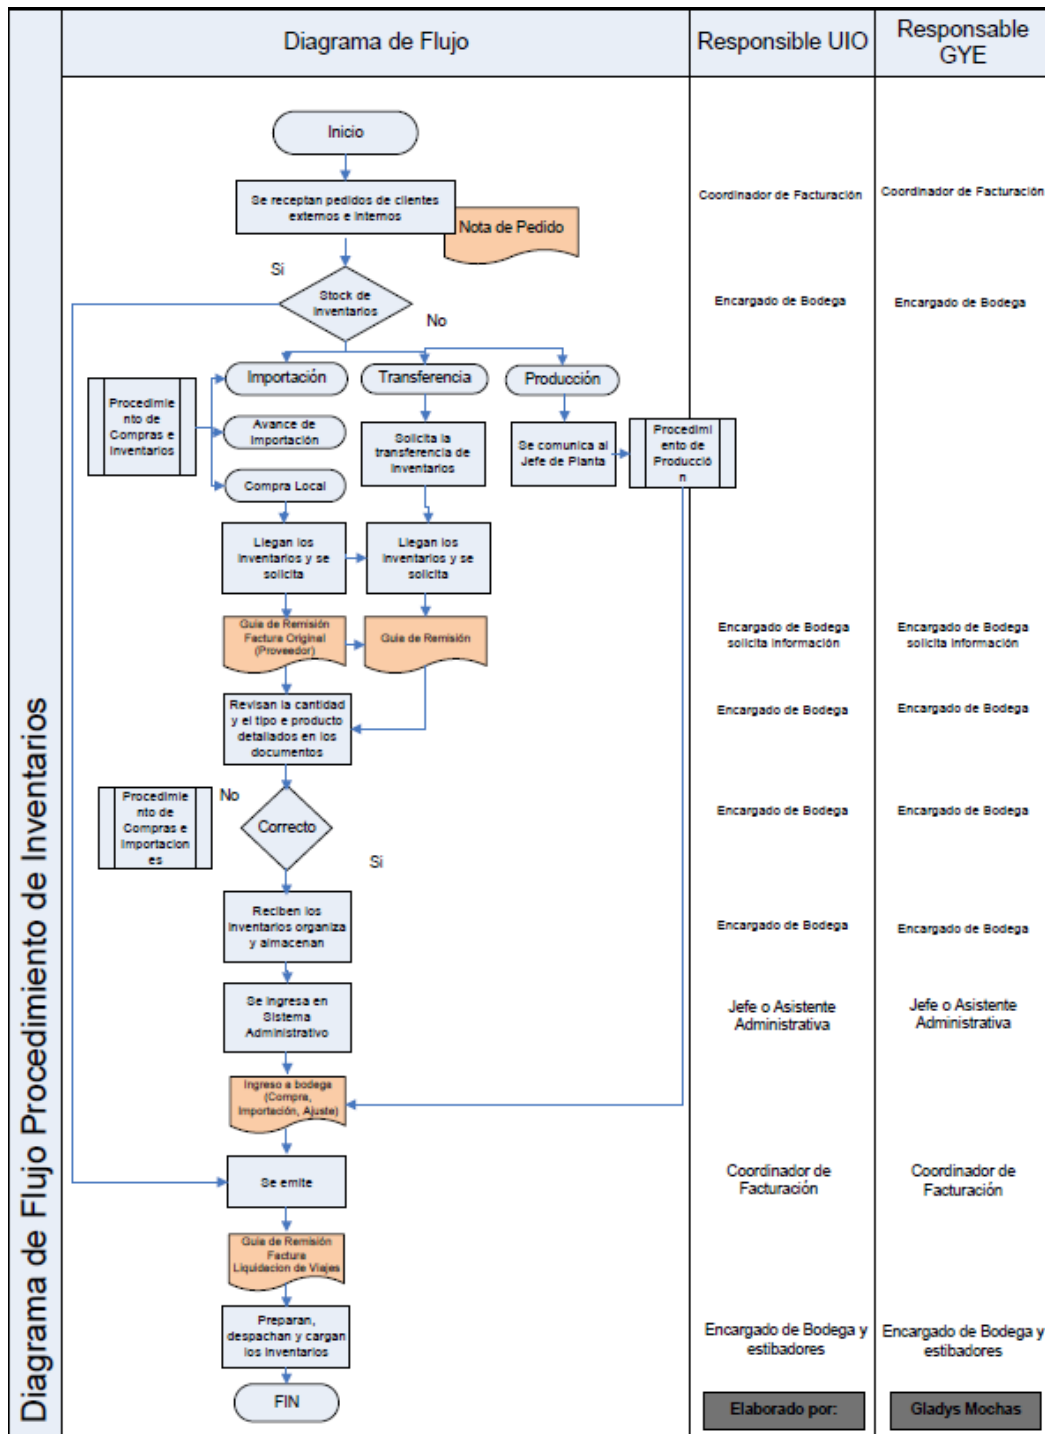 Diagrama de Flujo Procedimiento de Inventarios
Diagrama de Flujo
Responsible UIO
Responsable
GYE
Inicio
Se receptan pedidos de clientes
externos e internos
Nota de Pedido
Coordinador de Facturación
Coordinador de Facturación
Si
Stock de
Inventarios
No
Encargado de Bodega
Encargado de Bodega
Importación
Transferencia
Producción
Procedimie
nto de
Compras e
Inventarios
Avance de
Importación
Compra Local
Solicita la
transferencia de
Inventarios
Se comunica al
Jefe de Planta
Procedimi
ento de
Producció
n
Llegan los
Inventarios y se
solicita
Llegan los
Inventarios y se
solicita
Guia de Remisión
Factura Original
(Proveedor)
Guia de Remisión
Encargado de Bodega
solicita Información
Encargado de Bodega
solicita Información
Revisan la cantidad
y el tipo e producto
detallados en los
documentos
Encargado de Bodega
Encargado de Bodega
Procedimie
nto de
Compras e
Importacion
es
No
Correcto
Si
Encargado de Bodega
Encargado de Bodega
Reciben los
Inventarios organiza
y almacenan
Encargado de Bodega
Encargado de Bodega
Se Ingresa en
Sistema
Administrativo
Jefe o Asistente
Administrativa
Jefe o Asistente
Administrativa
Ingreso a bodega
(Compra,
Importación, Ajuste)
Se emite
Coordinador de
Facturación
Coordinador de
Facturación
Guia de Remisión
Factura
Liquidacion de Viajes
Preparan,
despachan y cargan
los Inventarios
Encargado de Bodega y
estibadores
Encargado de Bodega y
estibadores
FIN
Elaborado por:
Gladys Mochas